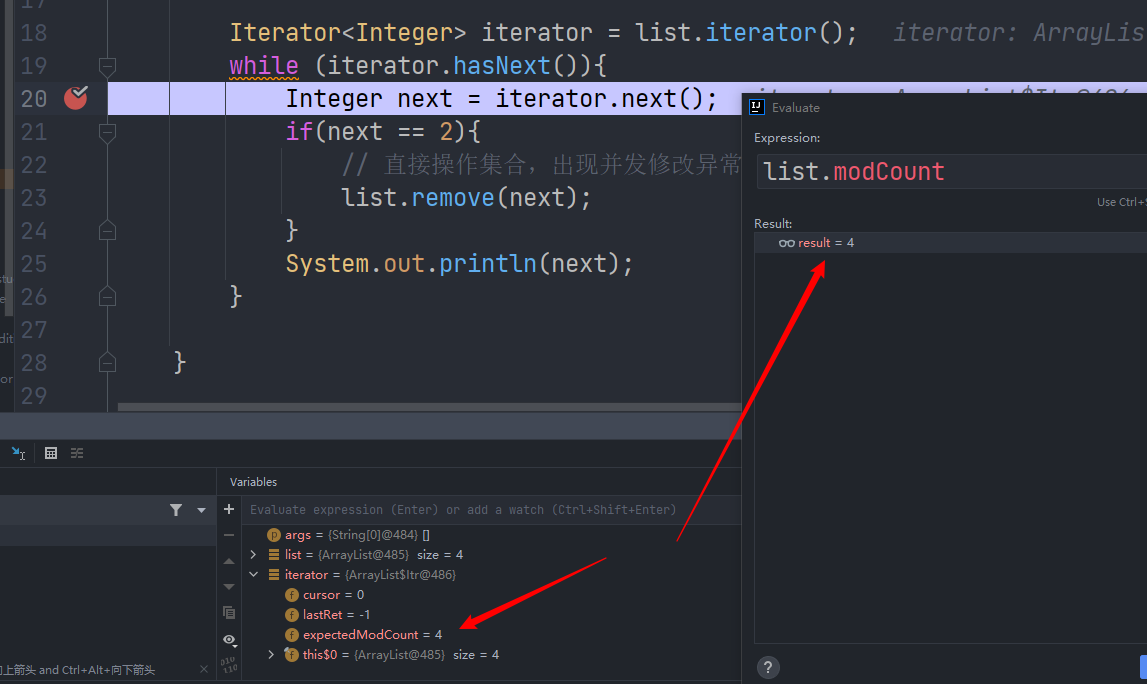 17
18 Iterator<Integer> iterator = list.iterator(); iterator: ArrayLis
19 while (iterator.hasNext()){
20 Integer next = iterator.next();
21 if(next == 2){
22 // 直接操作集合，出现并发修改异常
23 list.remove(next);
24 }
25 System.out.println(next);
26 }
27
28 }
29
Evaluate
Expression:
list.modCount
Use Ctrl+
Result:
result = 4
Variables
Evaluate expression (Enter) or add a watch (Ctrl+Shift+Enter)
args = {String[0]@484} []
list = {ArrayList@485} size = 4
iterator = {ArrayList$Itr@486}
cursor = 0
lastRet = -1
expectedModCount = 4
this$0 = {ArrayList@485} size = 4
向上箭头 and Ctrl+Alt+向下箭头